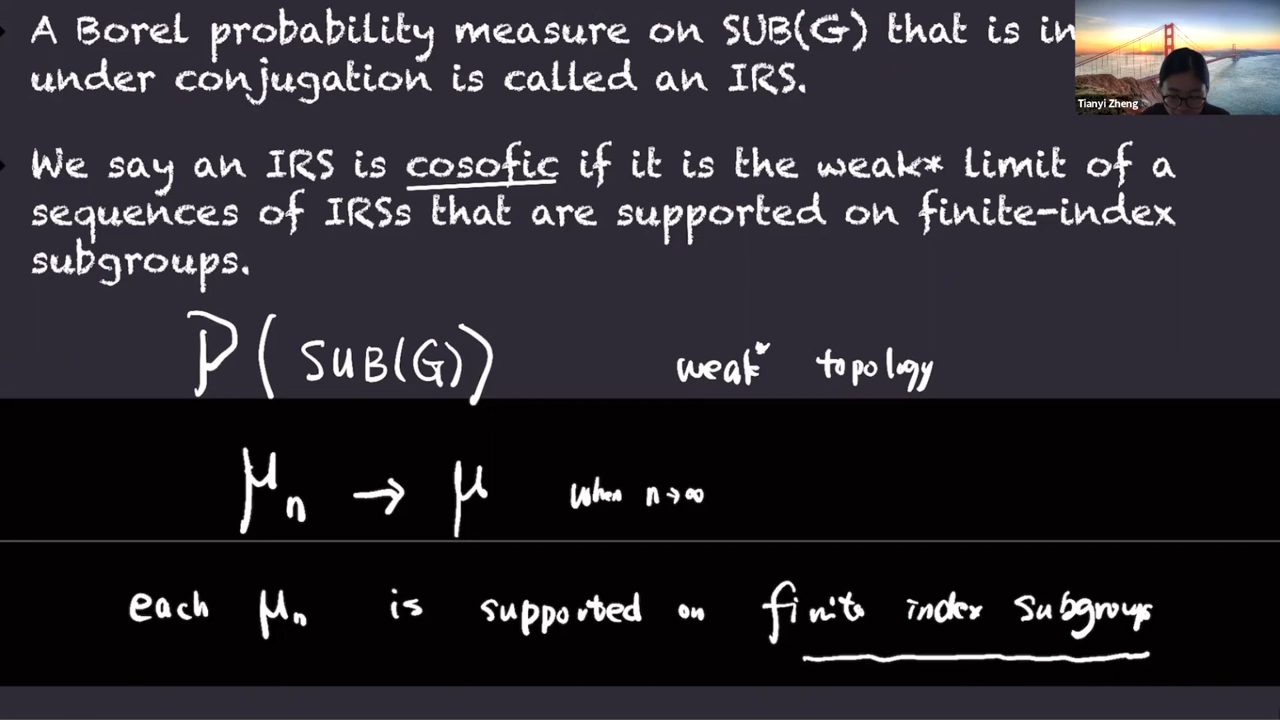 A Borel probability measure on SUB(G) that is in
under conjugation is called an IRS.
Tianyi Zheng
We say an IRS is cosofic if it is the weak* limit of a
sequences of IRSs that are supported on finite-index
subgroups.
P(SUB(G)) weak* topology
μn → μ when n→∞
each μn is supported on finite index subgroup